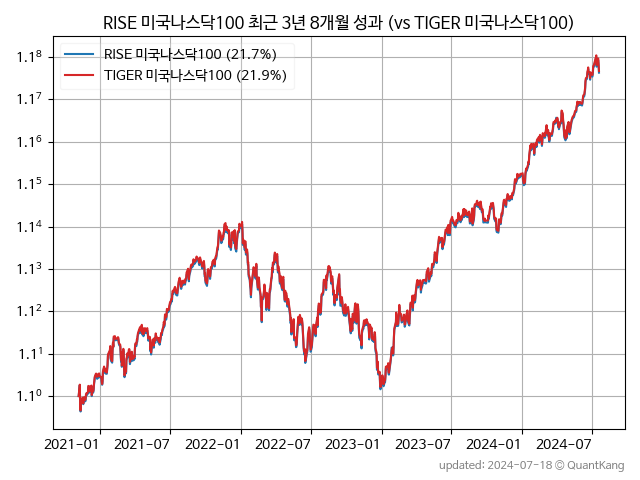 RISE 미국나스닥100 최근 3년 8개월 성과 (vs TIGER 미국나스닥100)
RISE 미국나스닥100 (21.7%)
TIGER 미국나스닥100 (21.9%)
1.1⁸
1.1⁷
1.1⁶
1.1⁵
1.1⁴
1.1³
1.1²
1.1¹
1.1⁰
2021-01 2021-07 2022-01 2022-07 2023-01 2023-07 2024-01 2024-07
updated: 2024-07-18 © QuantKang